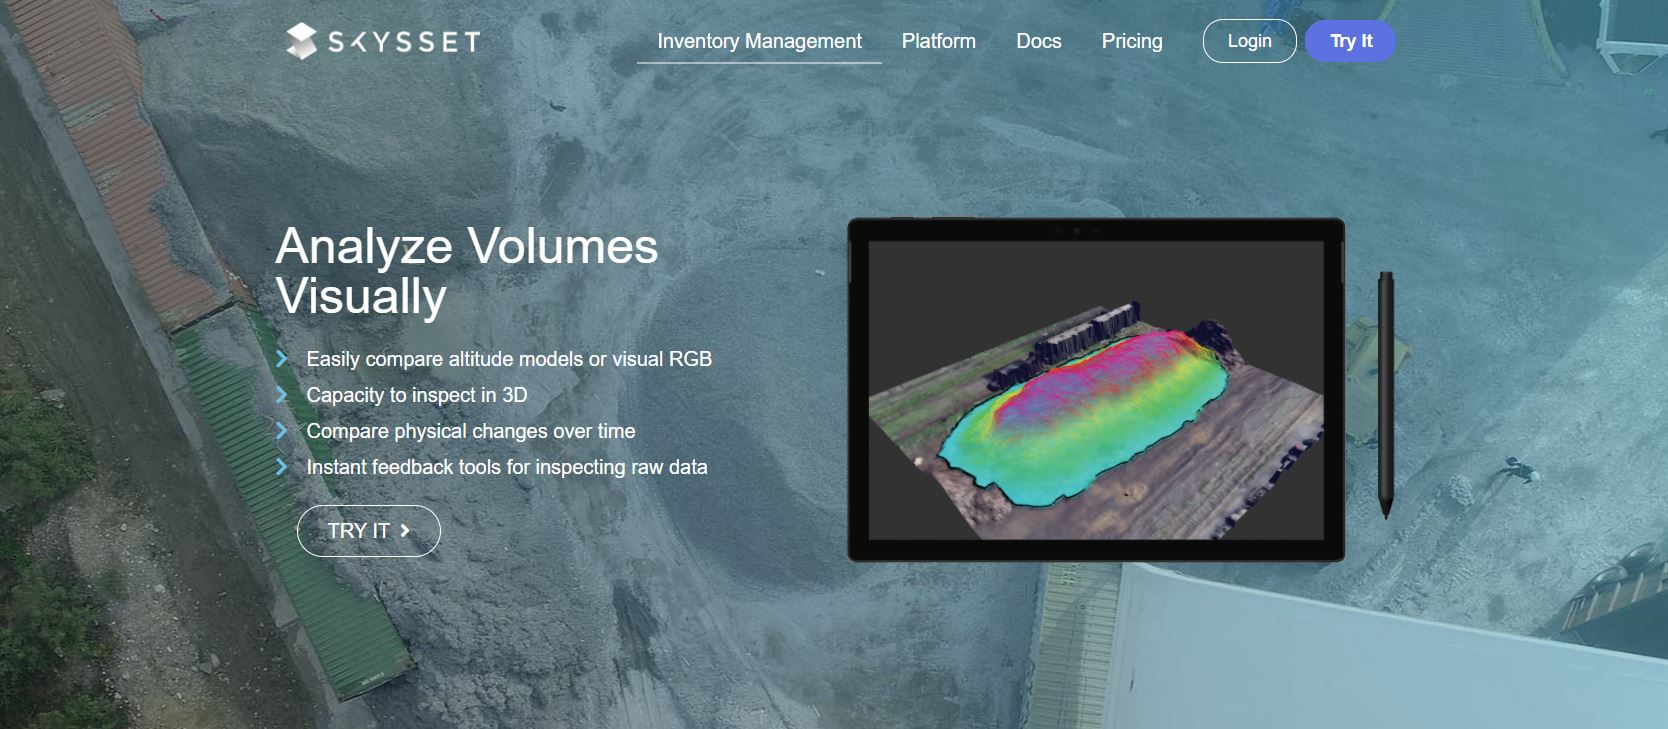 SKYSSET
Inventory Management
Platform
Docs
Pricing
Login
Try It
Analyze Volumes
Visually
Easily compare altitude models or visual RGB
Capacity to inspect in 3D
Compare physical changes over time
Instant feedback tools for inspecting raw data
TRY IT